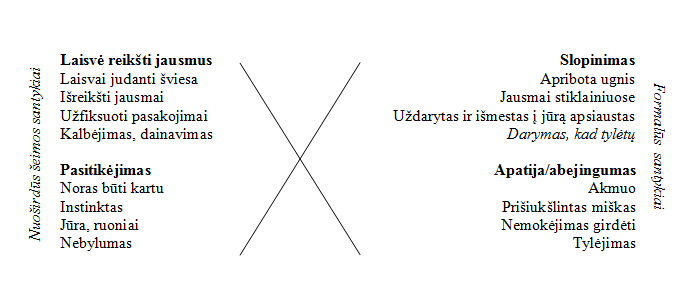 Nuoširdūs šeimos santykiai
Laisvė reikšti jausmus
Laisvai judanti šviesa
Išreikšti jausmai
Užfiksuoti pasakojimai
Kalbėjimas, dainavimas
Pasitikėjimas
Noras būti kartu
Instinktas
Jūra, ruoniai
Nebylumas
Slopinimas
Apribota ugnis
Jausmai stiklainiuose
Uždarytas ir išmestas į jūrą apsiaustas
Darymas, kad tylėtų
Apatija/abejingumas
Akmuo
Prišiukšlintas miškas
Nemokėjimas girdėti
Tylėjimas
Formalūs santykiai